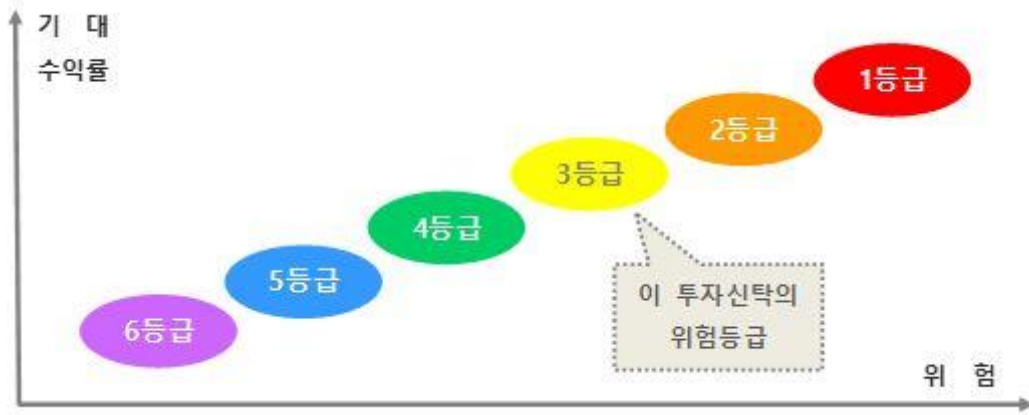 기 대
수익률
1등급
2등급
3등급
4등급
5등급
6등급
이 투자신탁의
위험등급
위 험